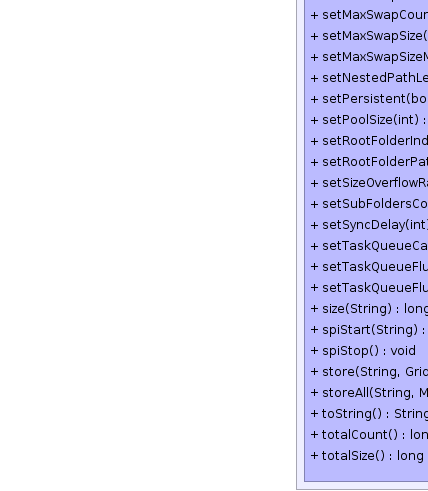 + setMaxSwapCoun
+ setMaxSwapSize(
+ setMaxSwapSizeM
+ setNestedPathLe
+ setPersistent(bo
+ setPoolSize(int) :
+ setRootFolderInd
+ setRootFolderPat
+ setSizeOverflowRa
+ setSubFoldersCo
+ setSyncDelay(int)
+ setTaskQueueCa
+ setTaskQueueFlu
+ setTaskQueueFlu
+ size(String) : long
+ spiStart(String) :
+ spiStop() : void
+ store(String, Grid
+ storeAll(String, M
+ toString() : String
+ totalCount() : lon
+ totalSize() : long